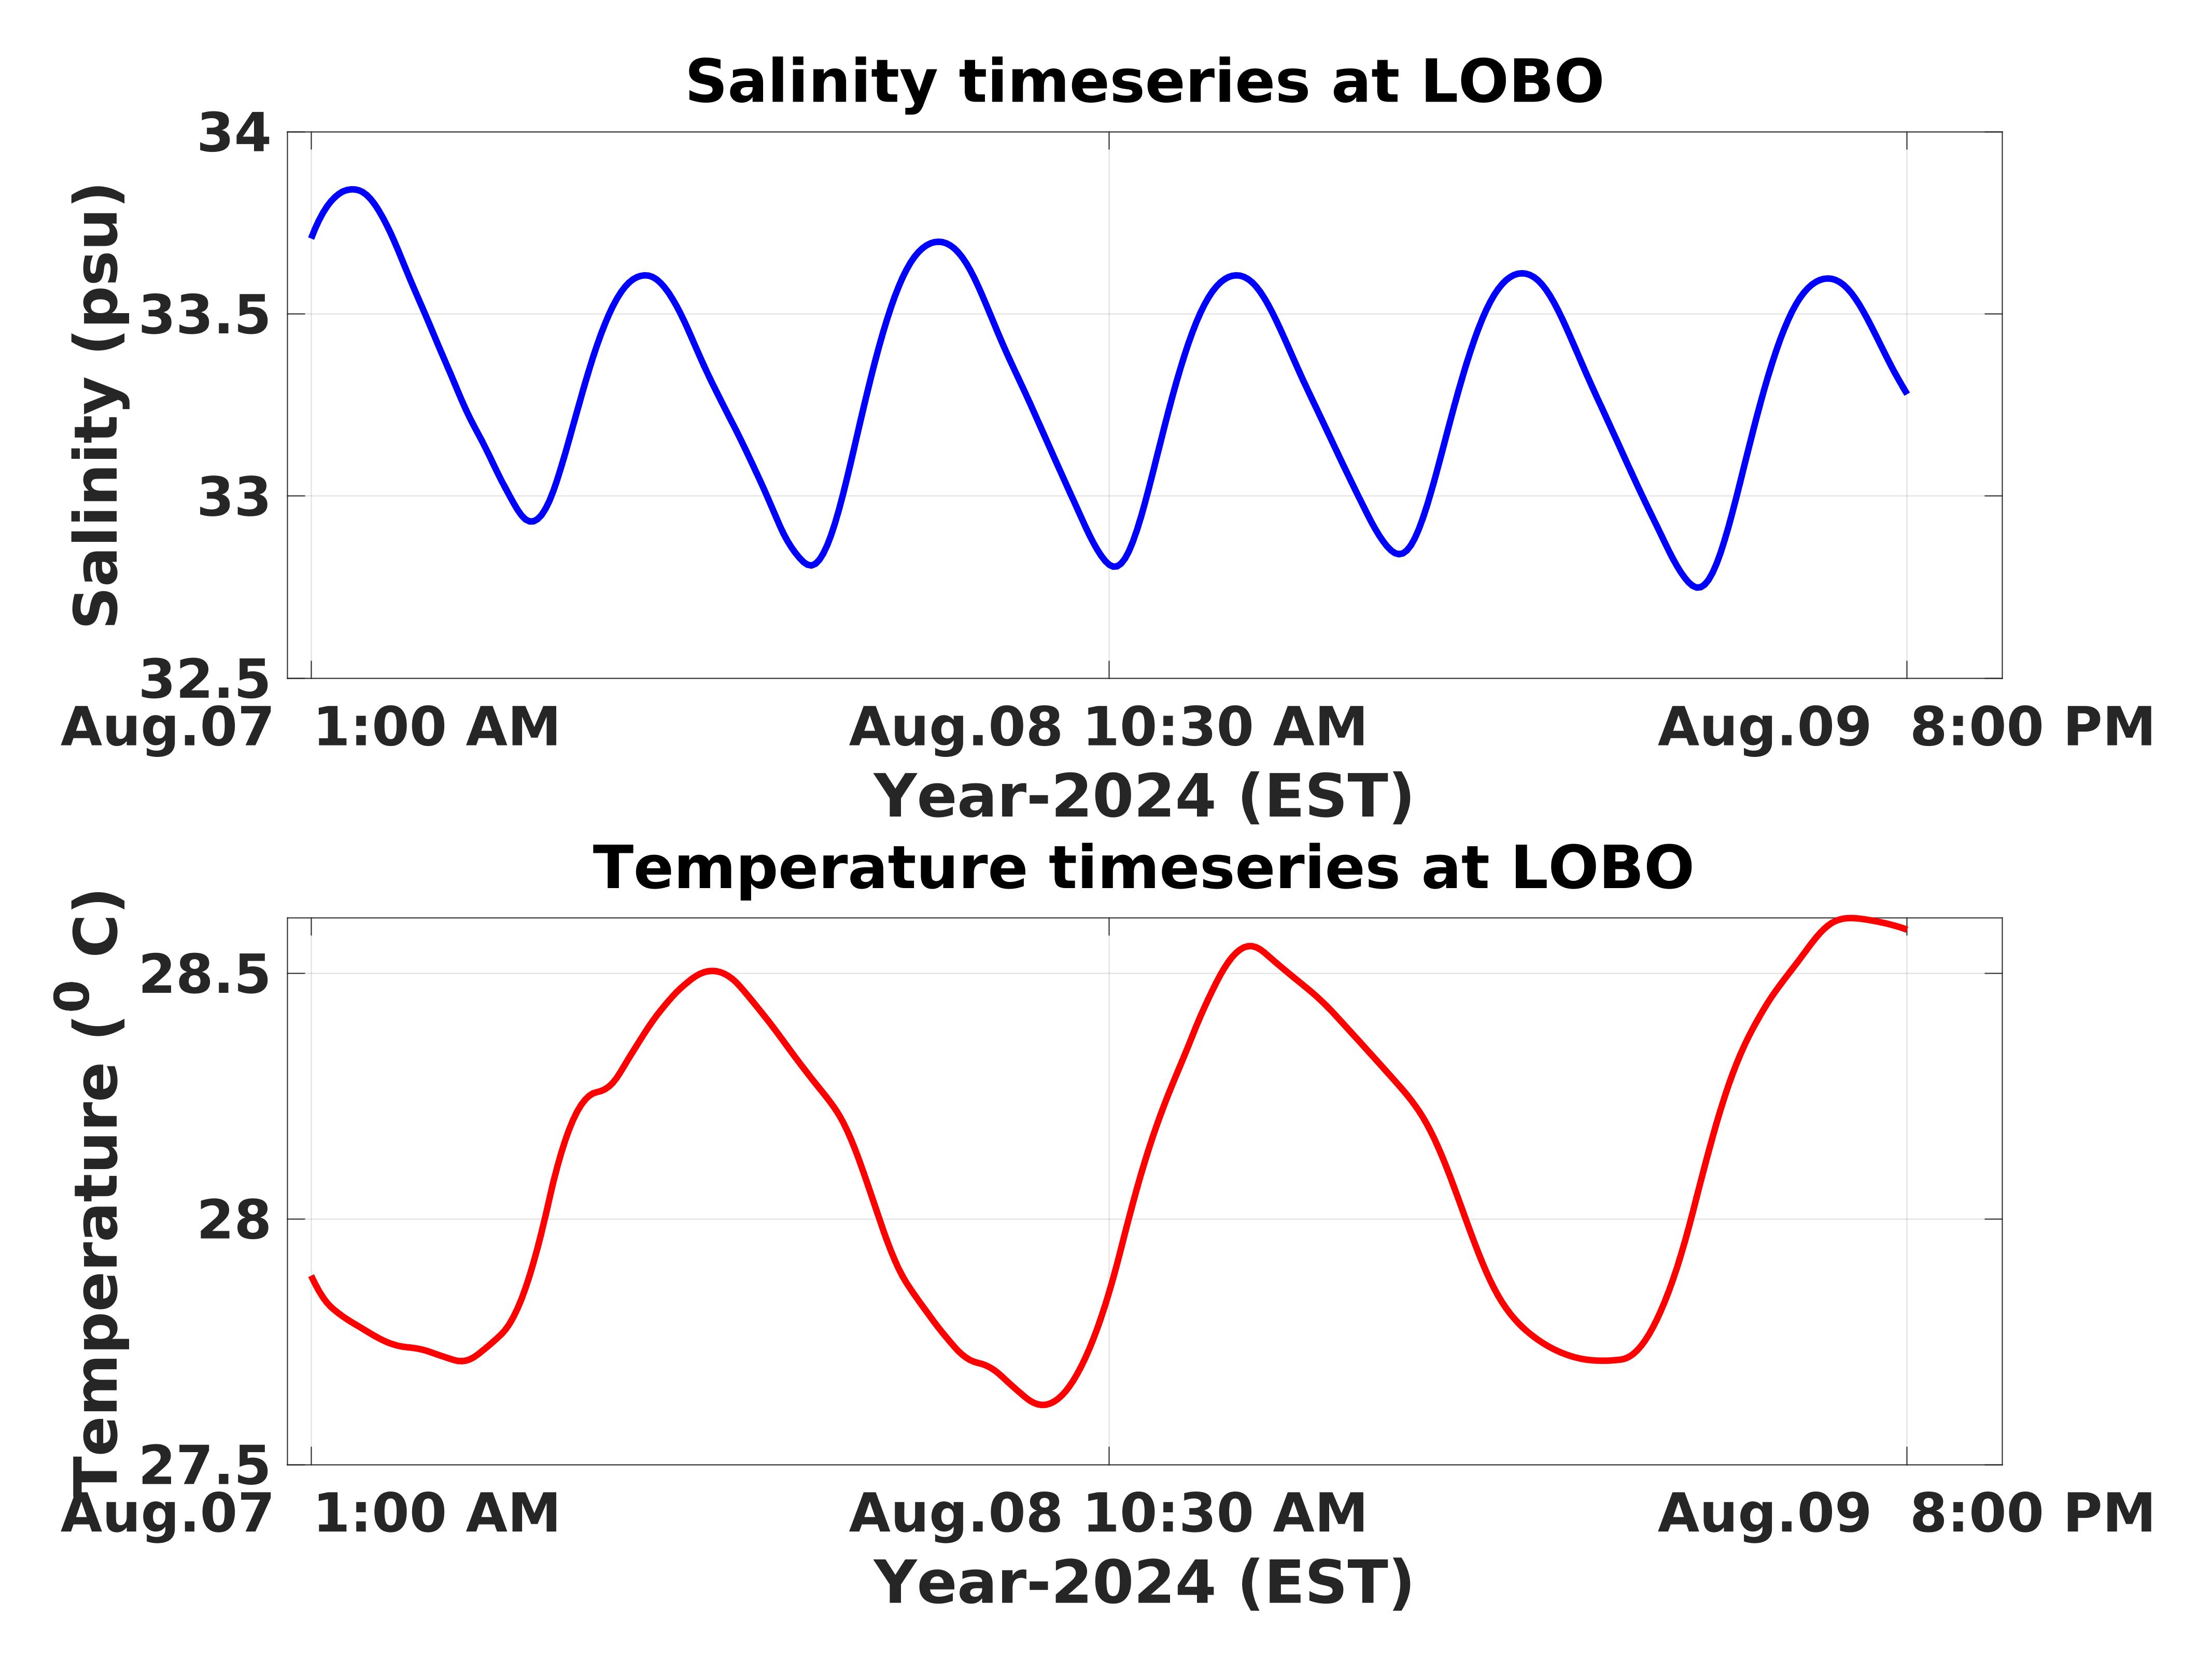 Salinity timeseries at LOBO
34
33.5
33
32.5
Salinity (psu)
Aug.07 1:00 AM
Aug.08 10:30 AM
Aug.09 8:00 PM
Year-2024 (EST)
Temperature timeseries at LOBO
28.5
28
27.5
Temperature (⁰ C)
Aug.07 1:00 AM
Aug.08 10:30 AM
Aug.09 8:00 PM
Year-2024 (EST)